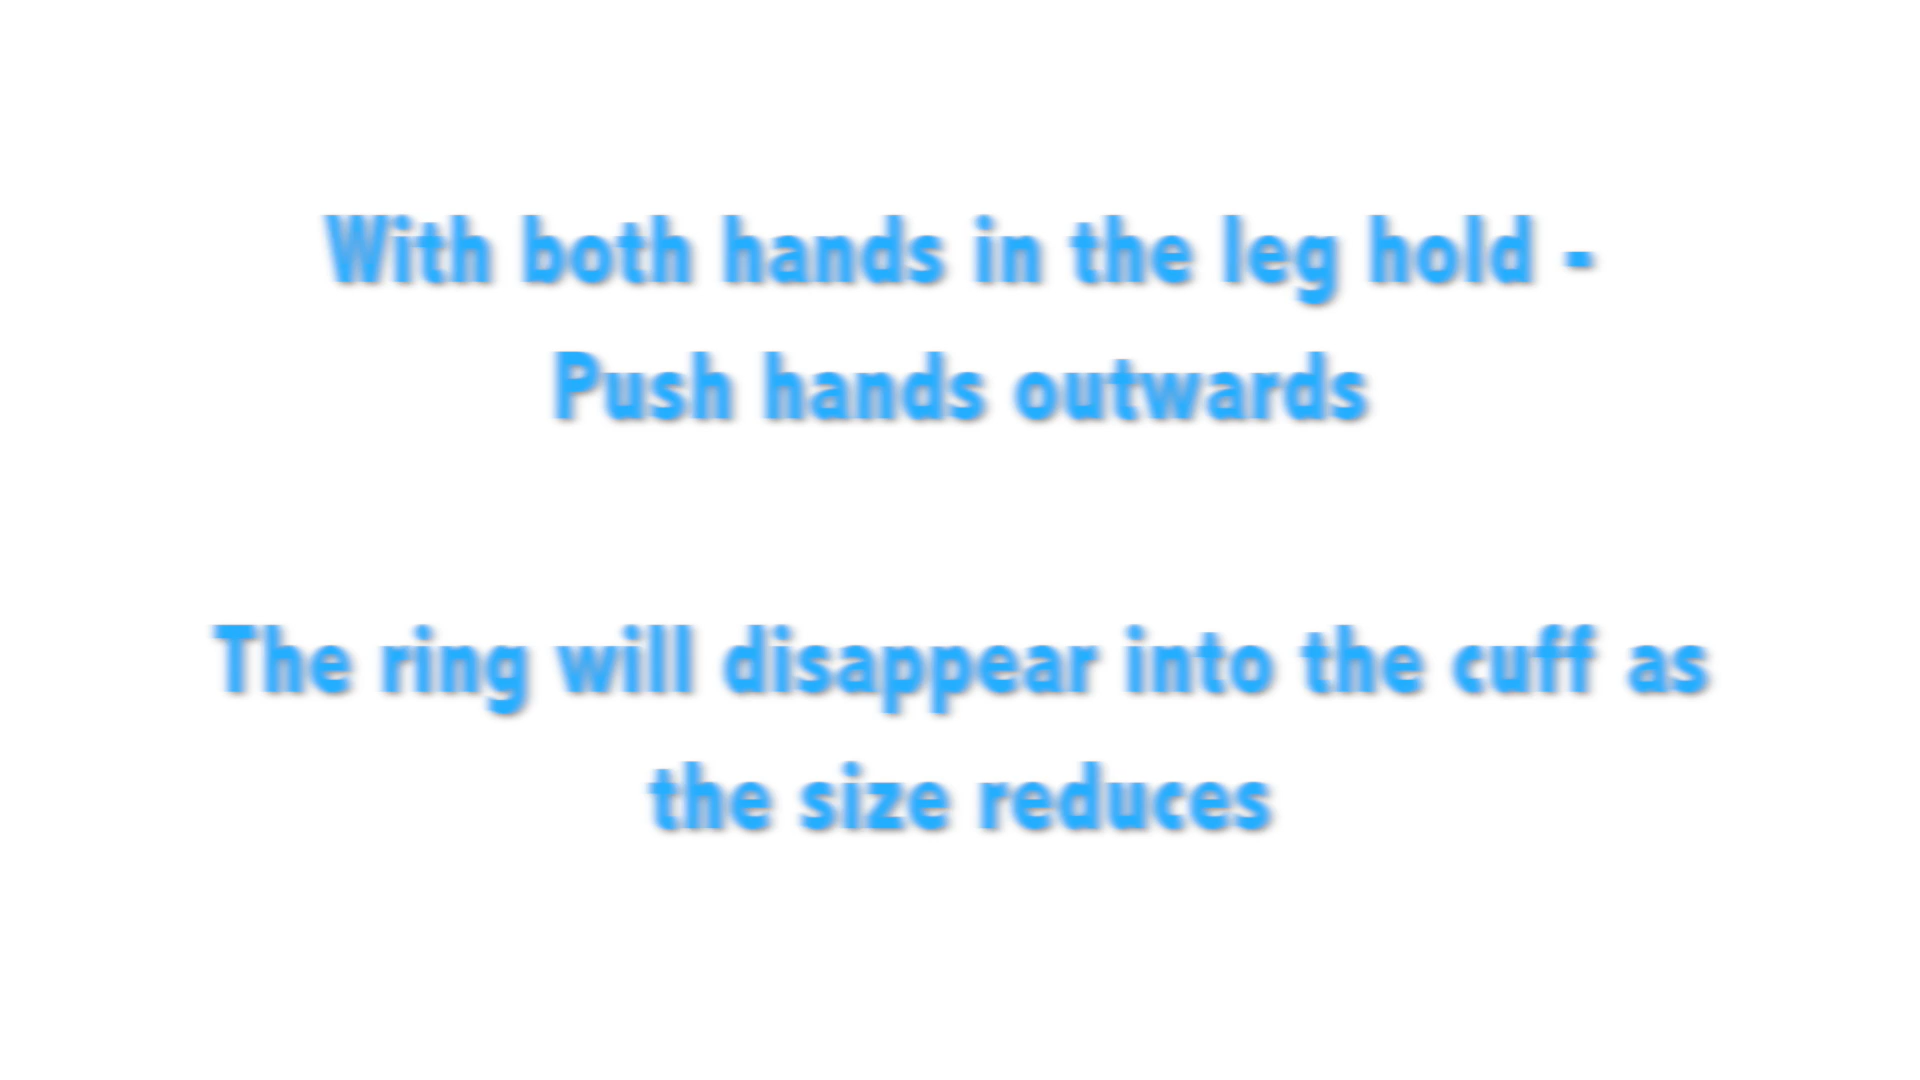 With both hands in the leg hold -
Push hands outwards
The ring will disappear into the cuff as
the size reduces